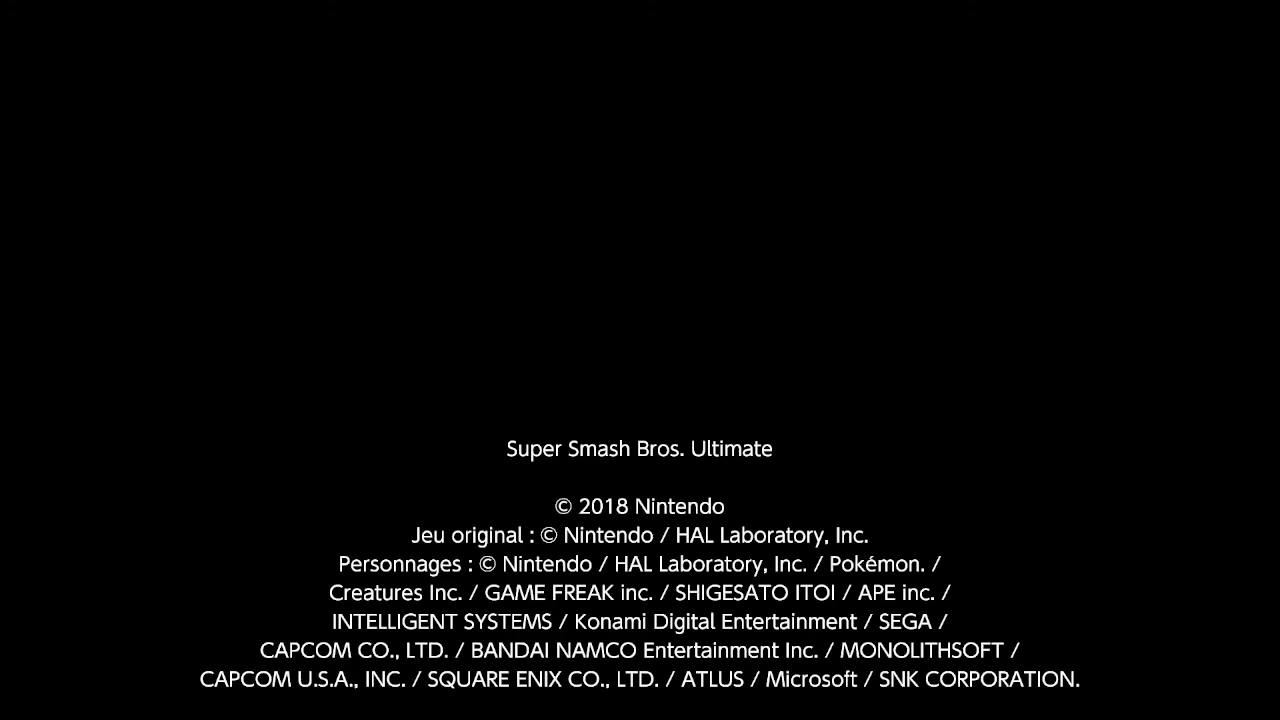 Super Smash Bros. Ultimate
© 2018 Nintendo
Jeu original : © Nintendo / HAL Laboratory, Inc.
Personnages : © Nintendo / HAL Laboratory, Inc. / Pokémon. /
Creatures Inc. / GAME FREAK inc. / SHIGESATO ITOI / APE inc. /
INTELLIGENT SYSTEMS / Konami Digital Entertainment / SEGA /
CAPCOM CO., LTD. / BANDAI NAMCO Entertainment Inc. / MONOLITHSOFT /
CAPCOM U.S.A., INC. / SQUARE ENIX CO., LTD. / ATLUS / Microsoft / SNK CORPORATION.